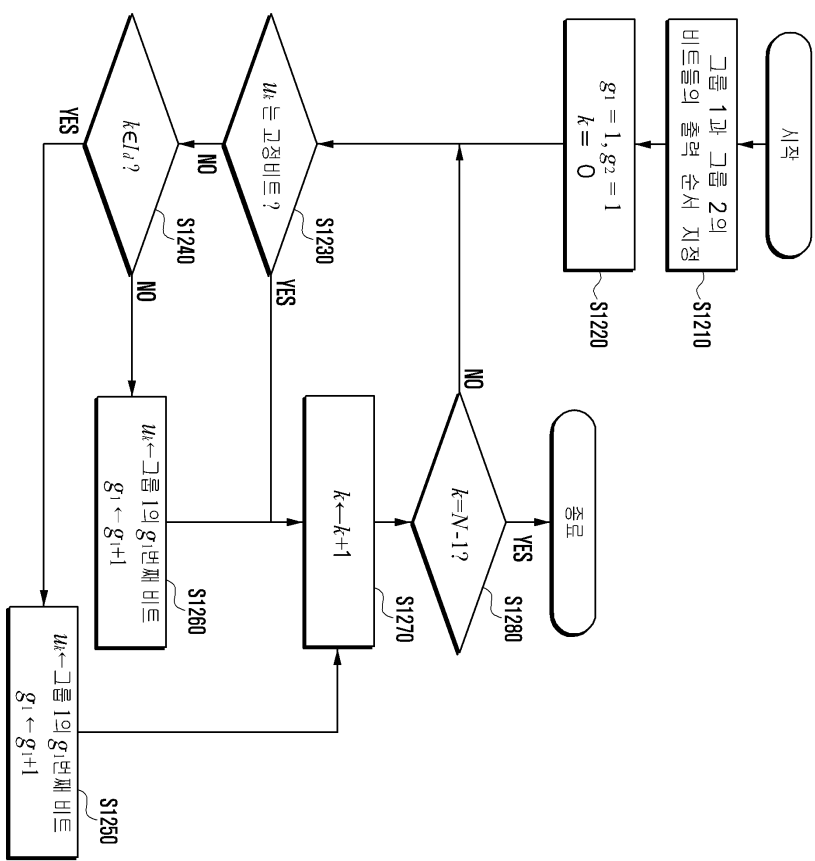 시작
그룹 1과 그룹 2의
비트들의 출력 순서 지정
S1210
g₁ = 1, g₂ = 1
k = 0
S1220
uₖ는 고정비트?
S1230
YES
NO
k∈I_d?
S1240
YES
NO
uₖ←그룹 1의 g₁번째 비트
g₁←g₁+1
S1250
uₖ←그룹 1의 g₁번째 비트
g₁←g₁+1
S1260
k←k+1
S1270
k=N-1?
S1280
NO
YES
종료